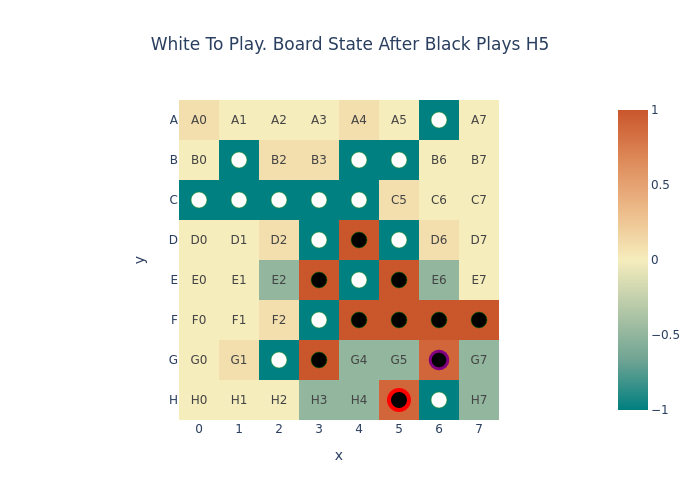 White To Play. Board State After Black Plays H5
A A0 A1 A2 A3 A4 A5 A7
B B0 B2 B3 B6 B7
C C5 C6 C7
D D0 D1 D2 D6 D7
E E0 E1 E2 E6 E7
F F0 F1 F2
G G0 G1 G4 G5 G7
H H0 H1 H2 H3 H4 H7
0 1 2 3 4 5 6 7
x
y
1
0.5
0
−0.5
−1